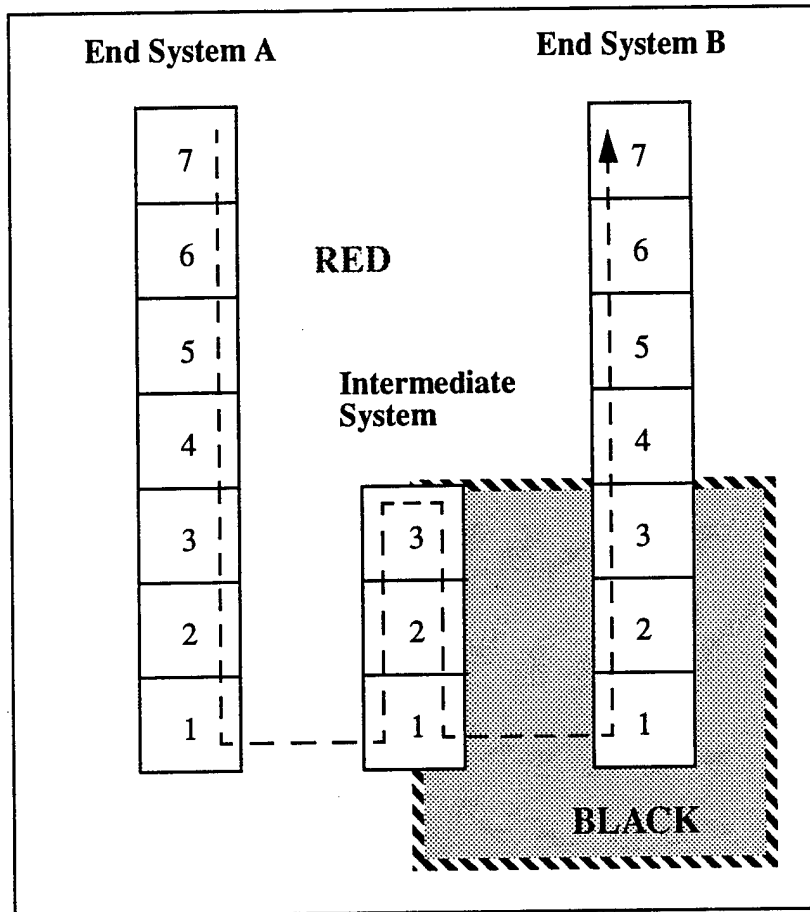 End System A
End System B
7
6
5
4
3
2
1
RED
Intermediate
System
3
2
1
7
6
5
4
3
2
1
BLACK